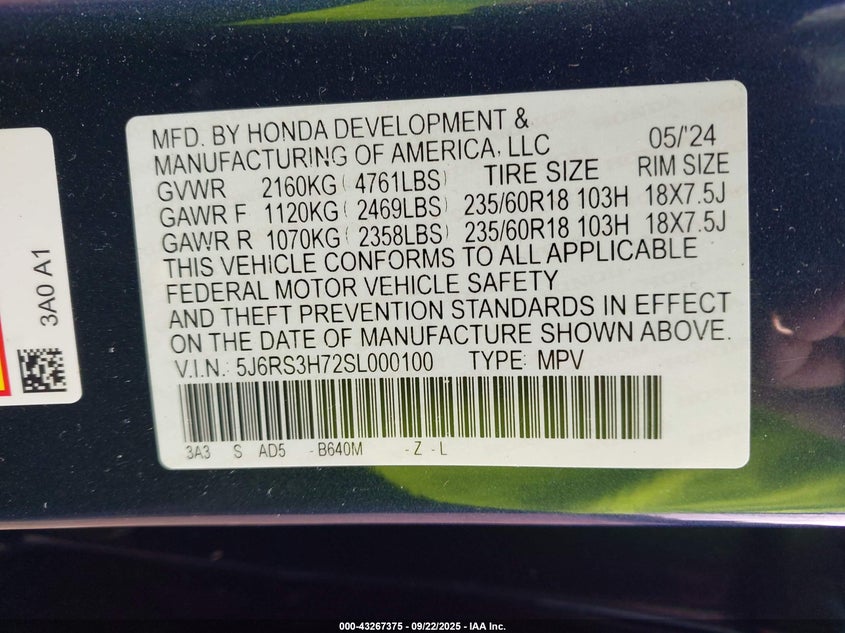 MFD. BY HONDA DEVELOPMENT &
MANUFACTURING OF AMERICA, LLC 05/'24
GVWR 2160KG ( 4761LBS) TIRE SIZE RIM SIZE
GAWR F 1120KG ( 2469LBS) 235/60R18 103H 18X7.5J
GAWR R 1070KG ( 2358LBS) 235/60R18 103H 18X7.5J
THIS VEHICLE CONFORMS TO ALL APPLICABLE
FEDERAL MOTOR VEHICLE SAFETY
AND THEFT PREVENTION STANDARDS IN EFFECT
ON THE DATE OF MANUFACTURE SHOWN ABOVE.
V.I.N. 5J6RS3H72SL000100 TYPE: MPV
3A3 S AD5 - B640M - Z - L
3A0 A1
000-43267375 - 09/22/2025 - IAA Inc.